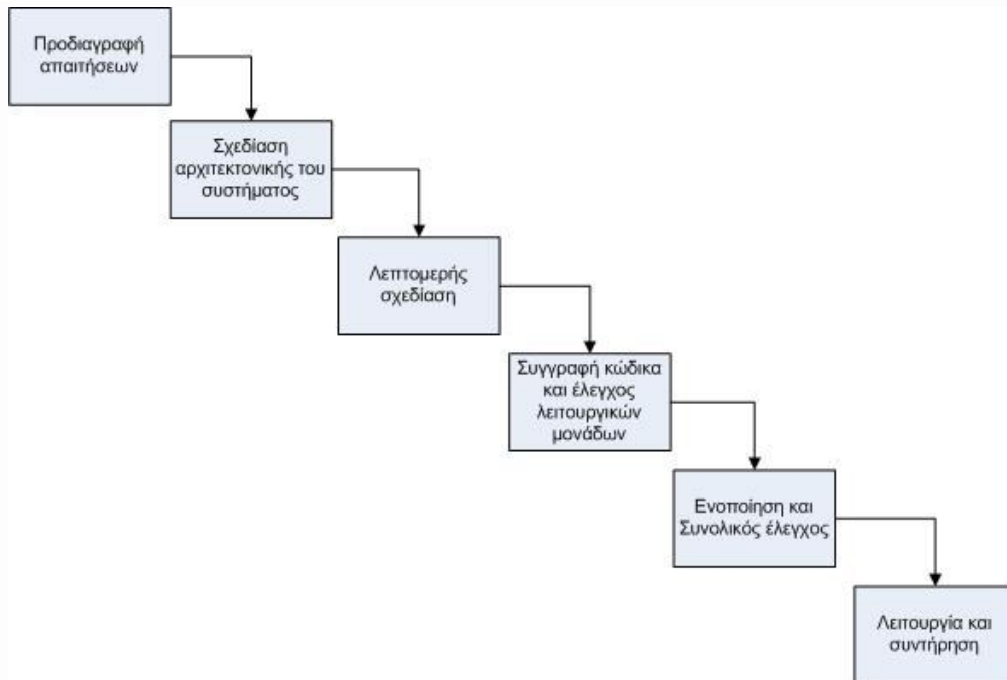 Προδιαγραφή
απαιτήσεων
Σχεδίαση
αρχιτεκτονικής του
συστήματος
Λεπτομερής
σχεδίαση
Συγγραφή κώδικα
και έλεγχος
λειτουργικών
μονάδων
Ενοποίηση και
Συνολικός έλεγχος
Λειτουργία και
συντήρηση